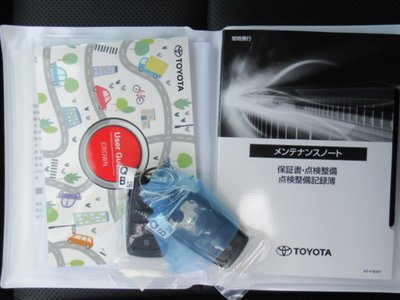 TOYOTA
User Guide
CROWN
常時携行
メンテナンスノート
保証書・点検整備
点検整備記録簿
TOYOTA